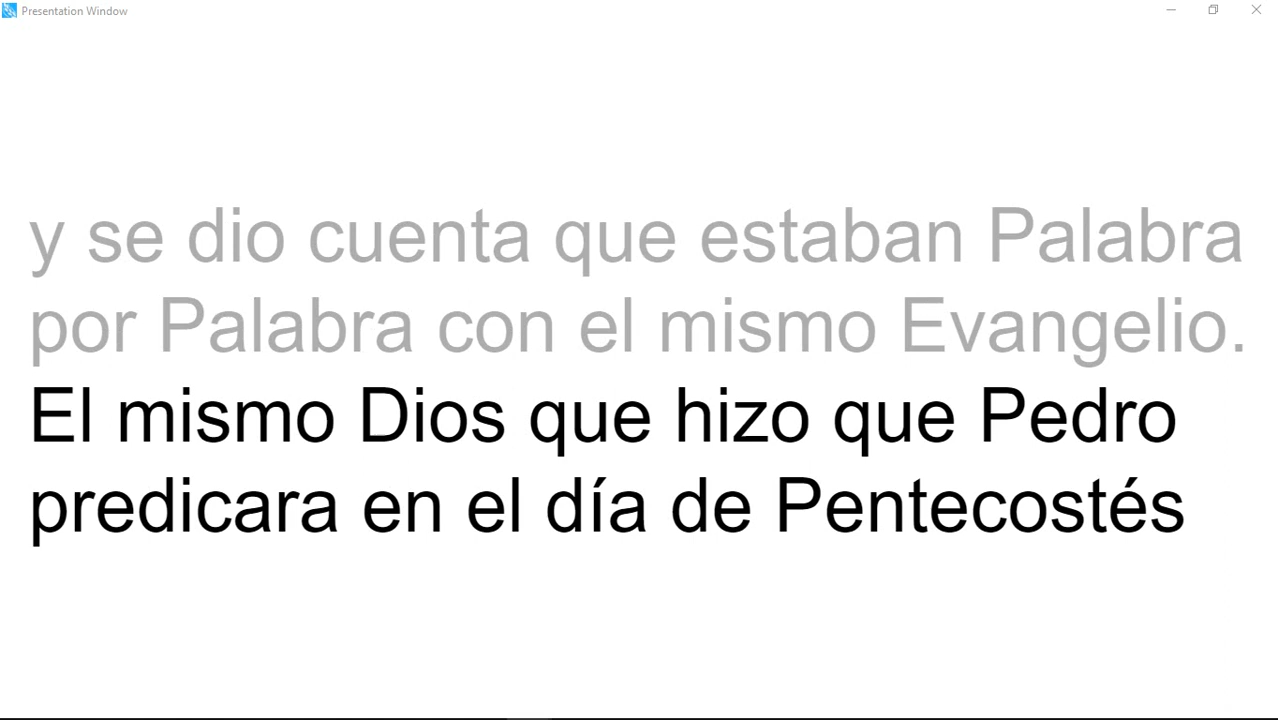 Presentation Window
y se dio cuenta que estaban Palabra
por Palabra con el mismo Evangelio.
El mismo Dios que hizo que Pedro
predicara en el día de Pentecostés